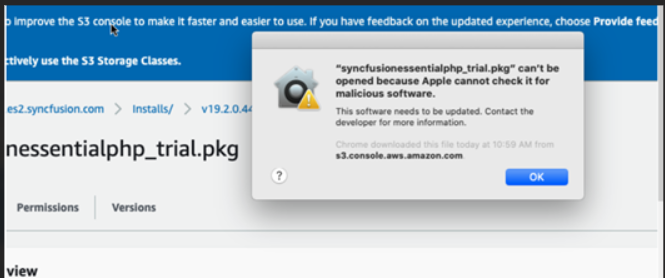 o improve the S3 console to make it faster and easier to use. If you have feedback on the updated experience, choose Provide feed
ctively use the S3 Storage Classes.
es2.syncfusion.com > Installs/ > v19.2.0.44
nessentialphp_trial.pkg
Permissions
Versions
view
“syncfusionessentialphp_trial.pkg” can’t be
opened because Apple cannot check it for
malicious software.
This software needs to be updated. Contact the
developer for more information.
Chrome downloaded this file today at 10:59 AM from
s3.console.aws.amazon.com
?
OK